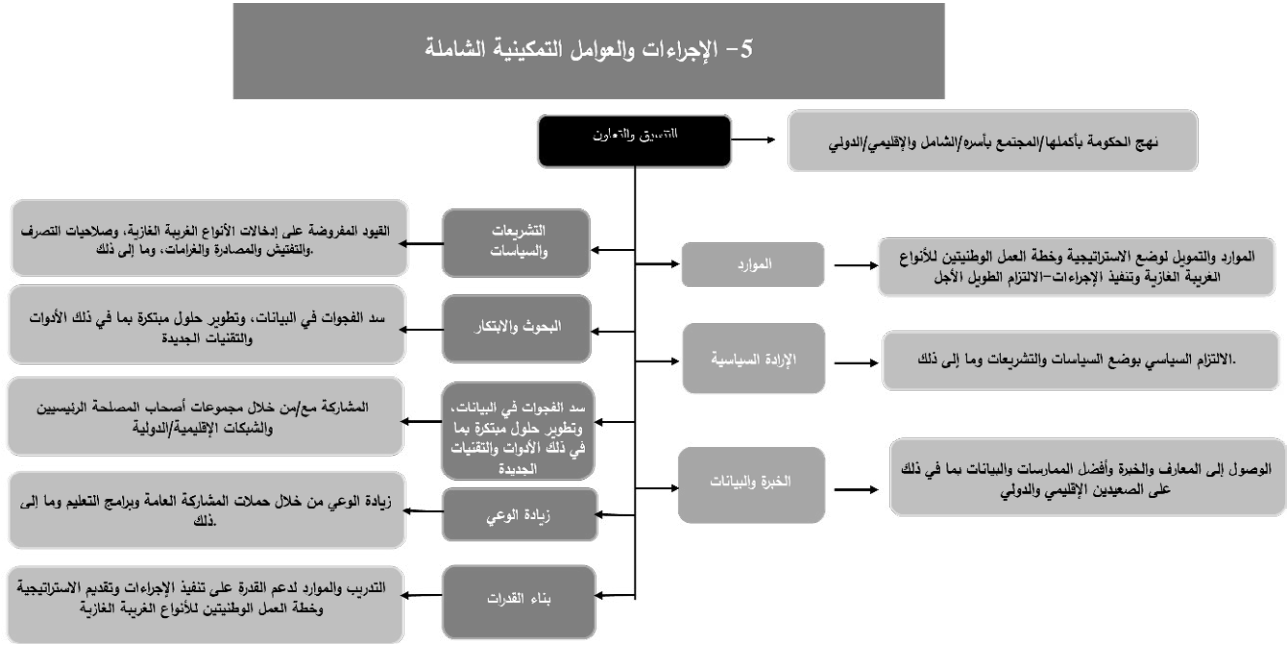 5- الإجراءات والعوامل التمكينية الشاملة
التنسيق والتعاون
نهج الحكومة بأكملها/المجتمع بأسره/الشامل والإقليمي/الدولي
الموارد
الموارد والتمويل لوضع الاستراتيجية وخطة العمل الوطنيتين للأنواع
الغريبة الغازية وتنفيذ الإجراءات-الالتزام الطويل الأجل
الإرادة السياسية
الالتزام السياسي بوضع السياسات والتشريعات وما إلى ذلك.
الخبرة والبيانات
الوصول إلى المعارف والخبرة وأفضل الممارسات والبيانات بما في ذلك
على الصعيدين الإقليمي والدولي
التشريعات
والسياسات
القيود المفروضة على إدخالات الأنواع الغريبة الغازية، وصلاحيات التصرف
والتفتيش والمصادرة والغرامات، وما إلى ذلك.
البحوث والابتكار
سد الفجوات في البيانات، وتطوير حلول مبتكرة بما في ذلك الأدوات
والتقنيات الجديدة
سد الفجوات في البيانات،
وتطوير حلول مبتكرة بما
في ذلك الأدوات والتقنيات
الجديدة
المشاركة مع/من خلال مجموعات أصحاب المصلحة الرئيسيين
والشبكات الإقليمية/الدولية
زيادة الوعي
زيادة الوعي من خلال حملات المشاركة العامة وبرامج التعليم وما إلى
ذلك.
بناء القدرات
التدريب والموارد لدعم القدرة على تنفيذ الإجراءات وتقديم الاستراتيجية
وخطة العمل الوطنيتين للأنواع الغريبة الغازية